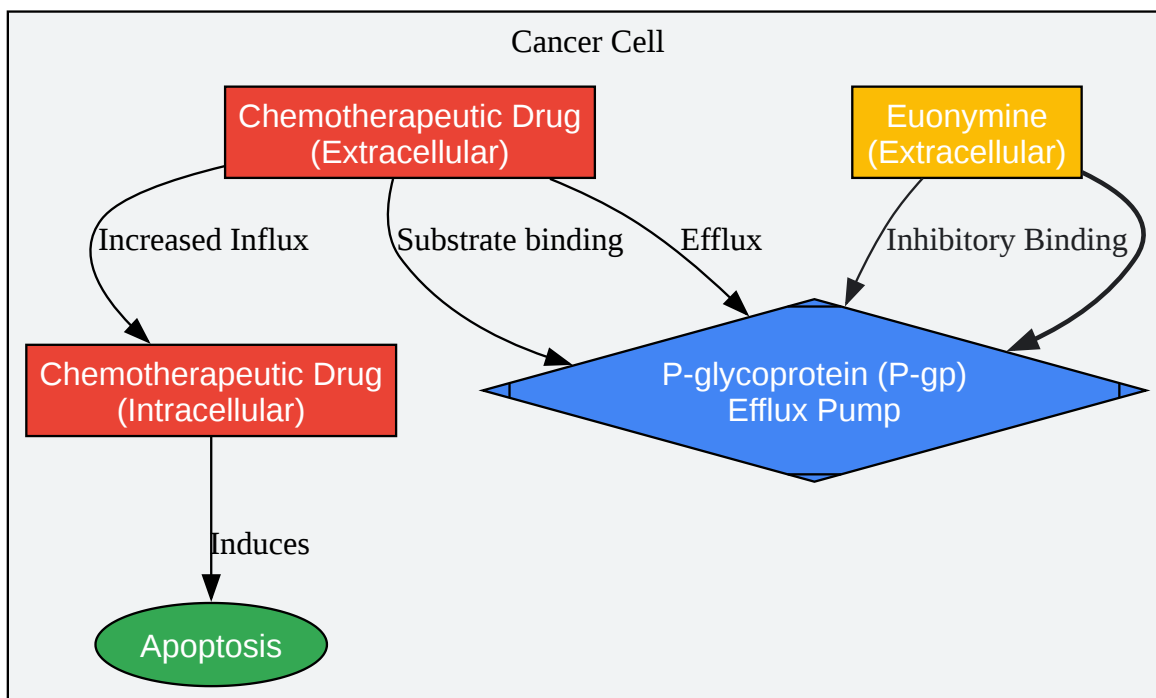 Cancer Cell
Chemotherapeutic Drug
(Extracellular)
Euonymine
(Extracellular)
Increased Influx
Substrate binding
Efflux
Inhibitory Binding
Chemotherapeutic Drug
(Intracellular)
P-glycoprotein (P-gp)
Efflux Pump
Induces
Apoptosis